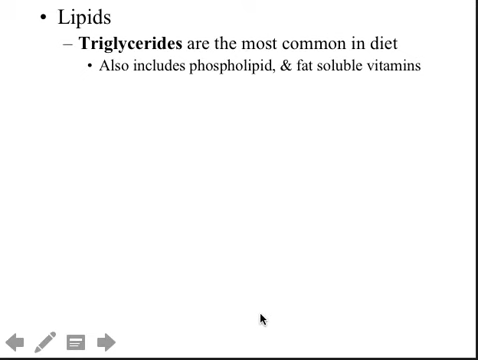 • Lipids
– Triglycerides are the most common in diet
• Also includes phospholipid, & fat soluble vitamins